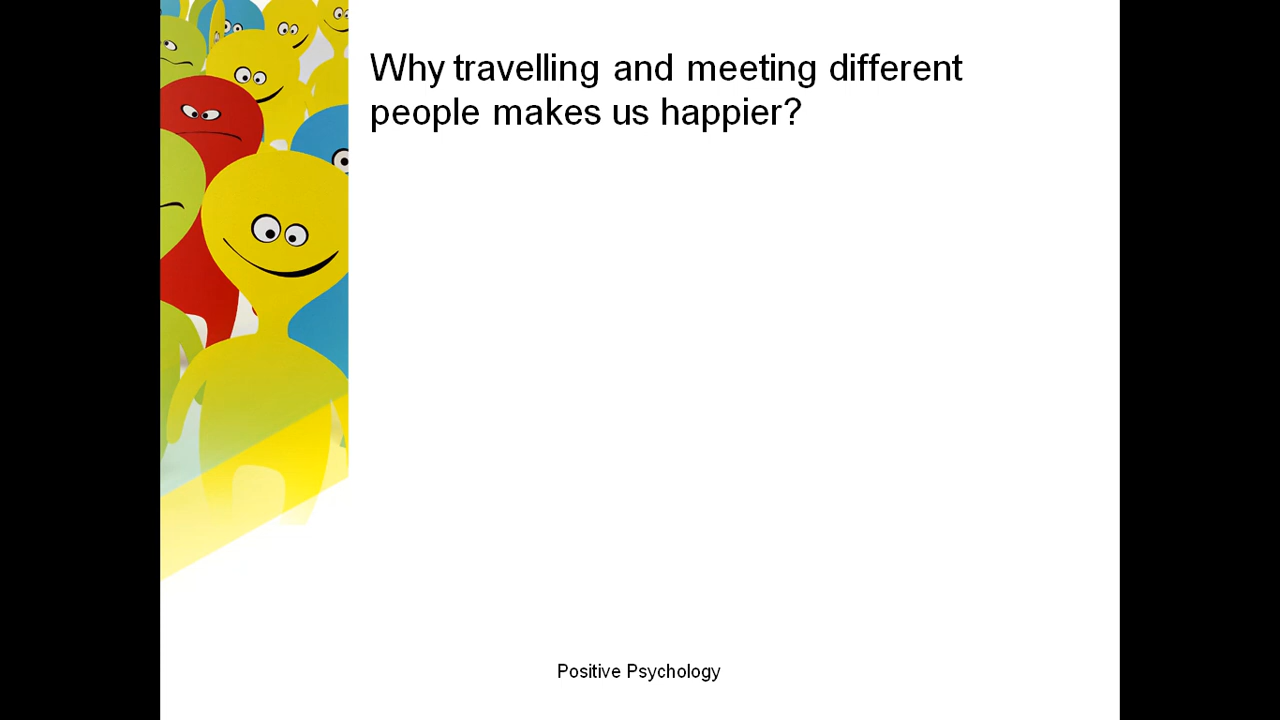 Why travelling and meeting different
people makes us happier?
Positive Psychology